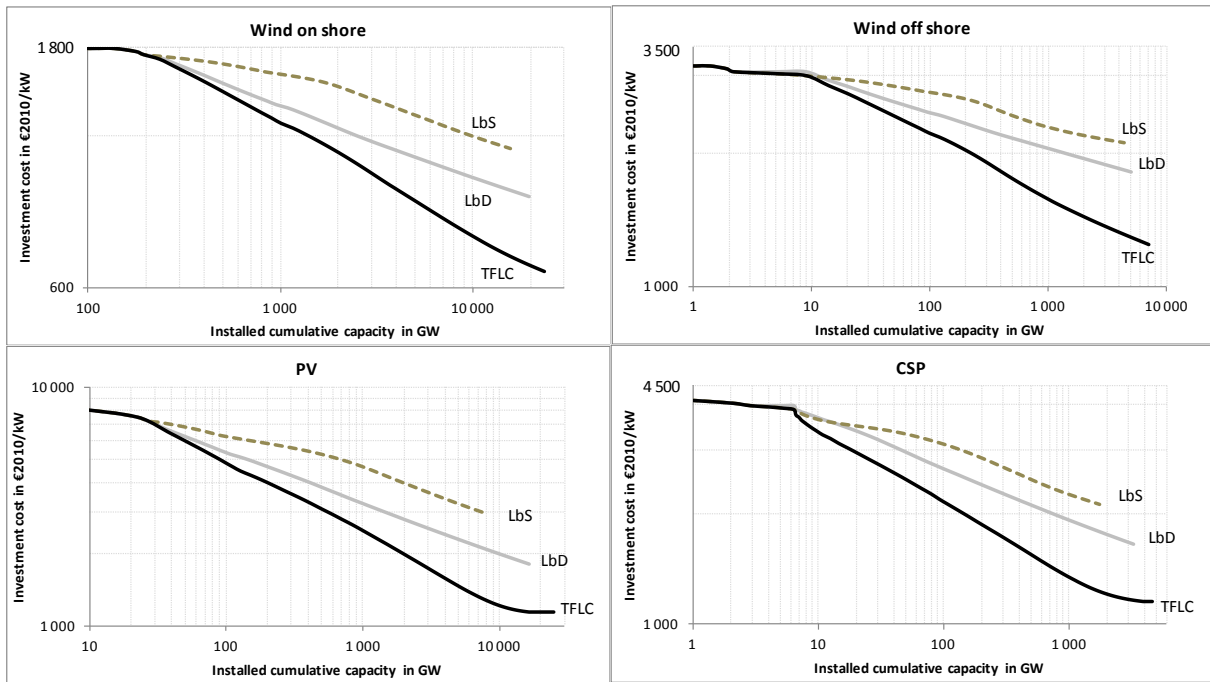 Wind on shore
1 800
Investment cost in €2010/kW
LbS
LbD
TFLC
600
100
1 000
10 000
Installed cumulative capacity in GW
Wind off shore
3 500
Investment cost in €2010/kW
LbS
LbD
TFLC
1 000
1
10
100
1 000
10 000
Installed cumulative capacity in GW
PV
10 000
Investment cost in €2010/kW
LbS
LbD
TFLC
1 000
10
100
1 000
10 000
Installed cumulative capacity in GW
CSP
4 500
Investment cost in €2010/kW
LbS
LbD
TFLC
1 000
1
10
100
1 000
Installed cumulative capacity in GW